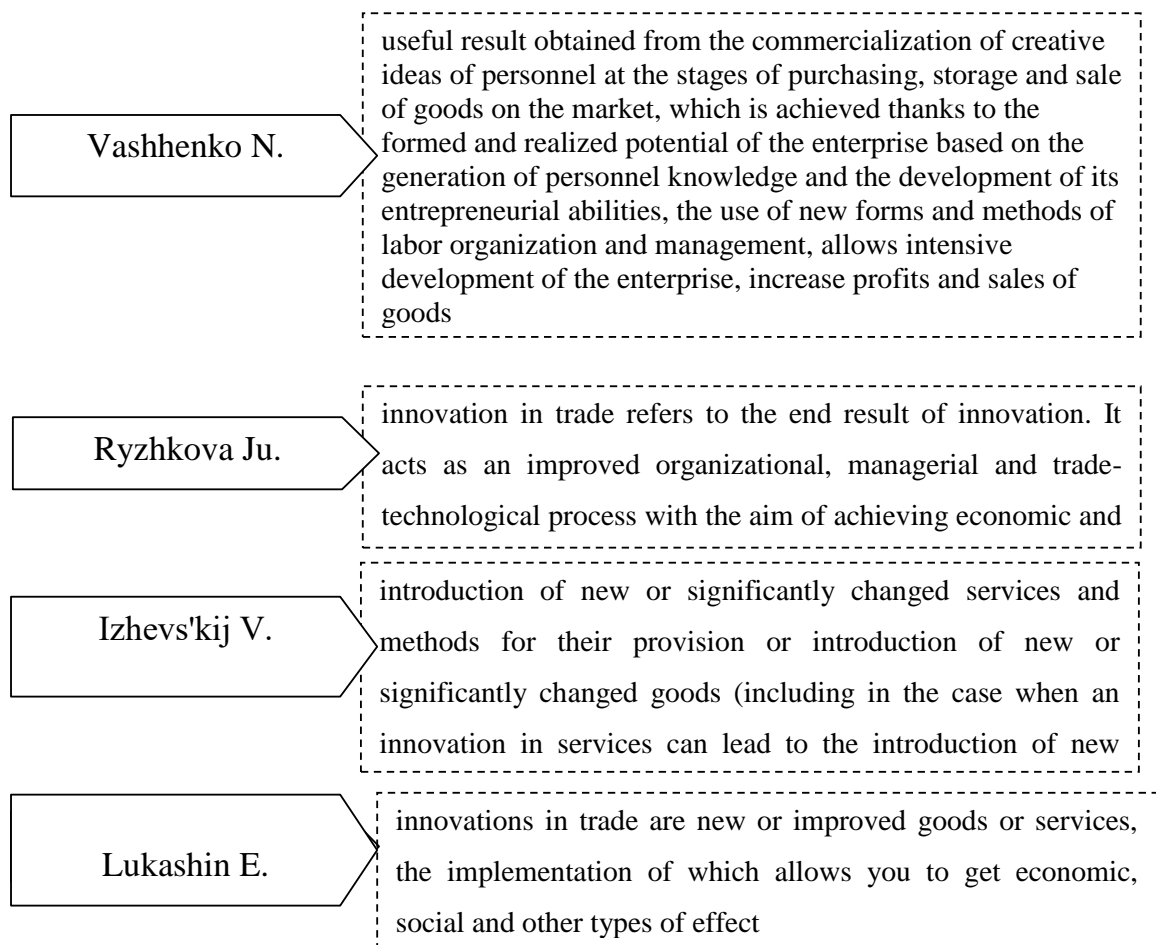 Vashhenko N.
useful result obtained from the commercialization of creative
ideas of personnel at the stages of purchasing, storage and sale
of goods on the market, which is achieved thanks to the
formed and realized potential of the enterprise based on the
generation of personnel knowledge and the development of its
entrepreneurial abilities, the use of new forms and methods of
labor organization and management, allows intensive
development of the enterprise, increase profits and sales of
goods
Ryzhkova Ju.
innovation in trade refers to the end result of innovation. It
acts as an improved organizational, managerial and trade-
technological process with the aim of achieving economic and
Izhevs'kij V.
introduction of new or significantly changed services and
methods for their provision or introduction of new or
significantly changed goods (including in the case when an
innovation in services can lead to the introduction of new
Lukashin E.
innovations in trade are new or improved goods or services,
the implementation of which allows you to get economic,
social and other types of effect